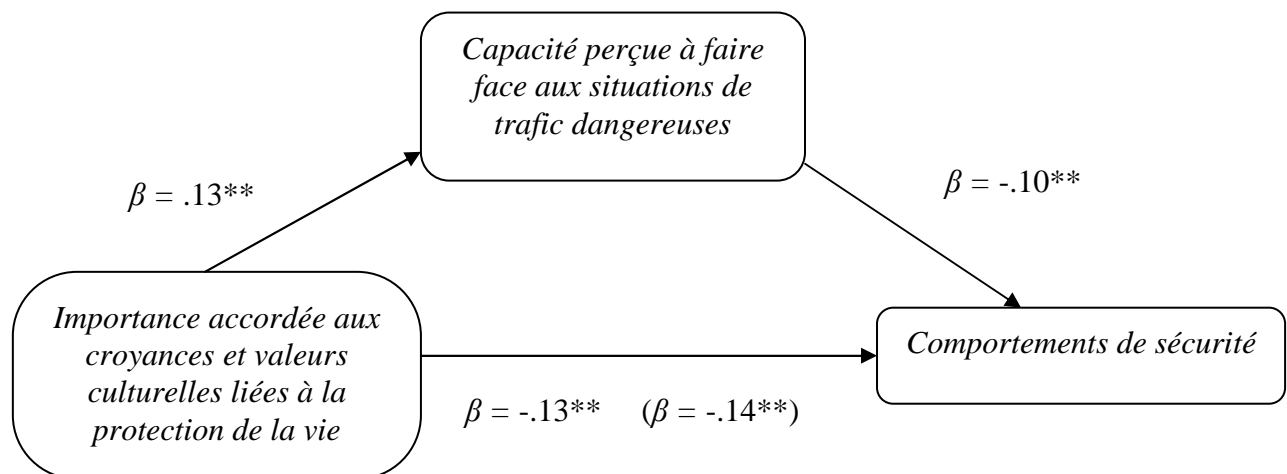 Capacité perçue à faire
face aux situations de
trafic dangereuses
β = .13**
β = -.10**
Importance accordée aux
croyances et valeurs
culturelles liées à la
protection de la vie
Comportements de sécurité
β = -.13** (β = -.14**)